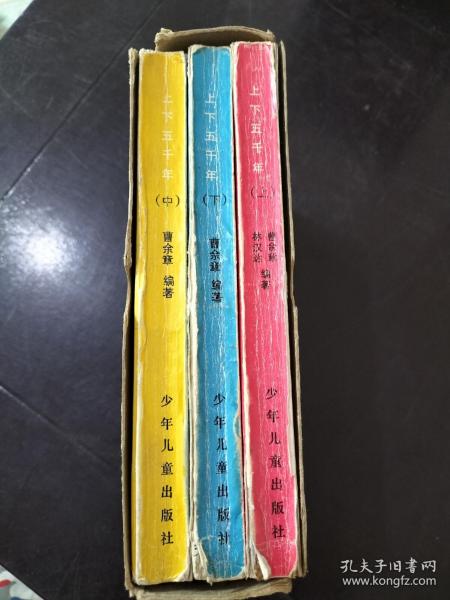 上下五千年（中）
曹余章 编著
少年儿童出版社
上下五千年（下）
曹余章 编著
少年儿童出版社
上下五千年（上）
曹余章
林汉达
编著
少年儿童出版社
孔夫子旧书网
www.kongfz.com